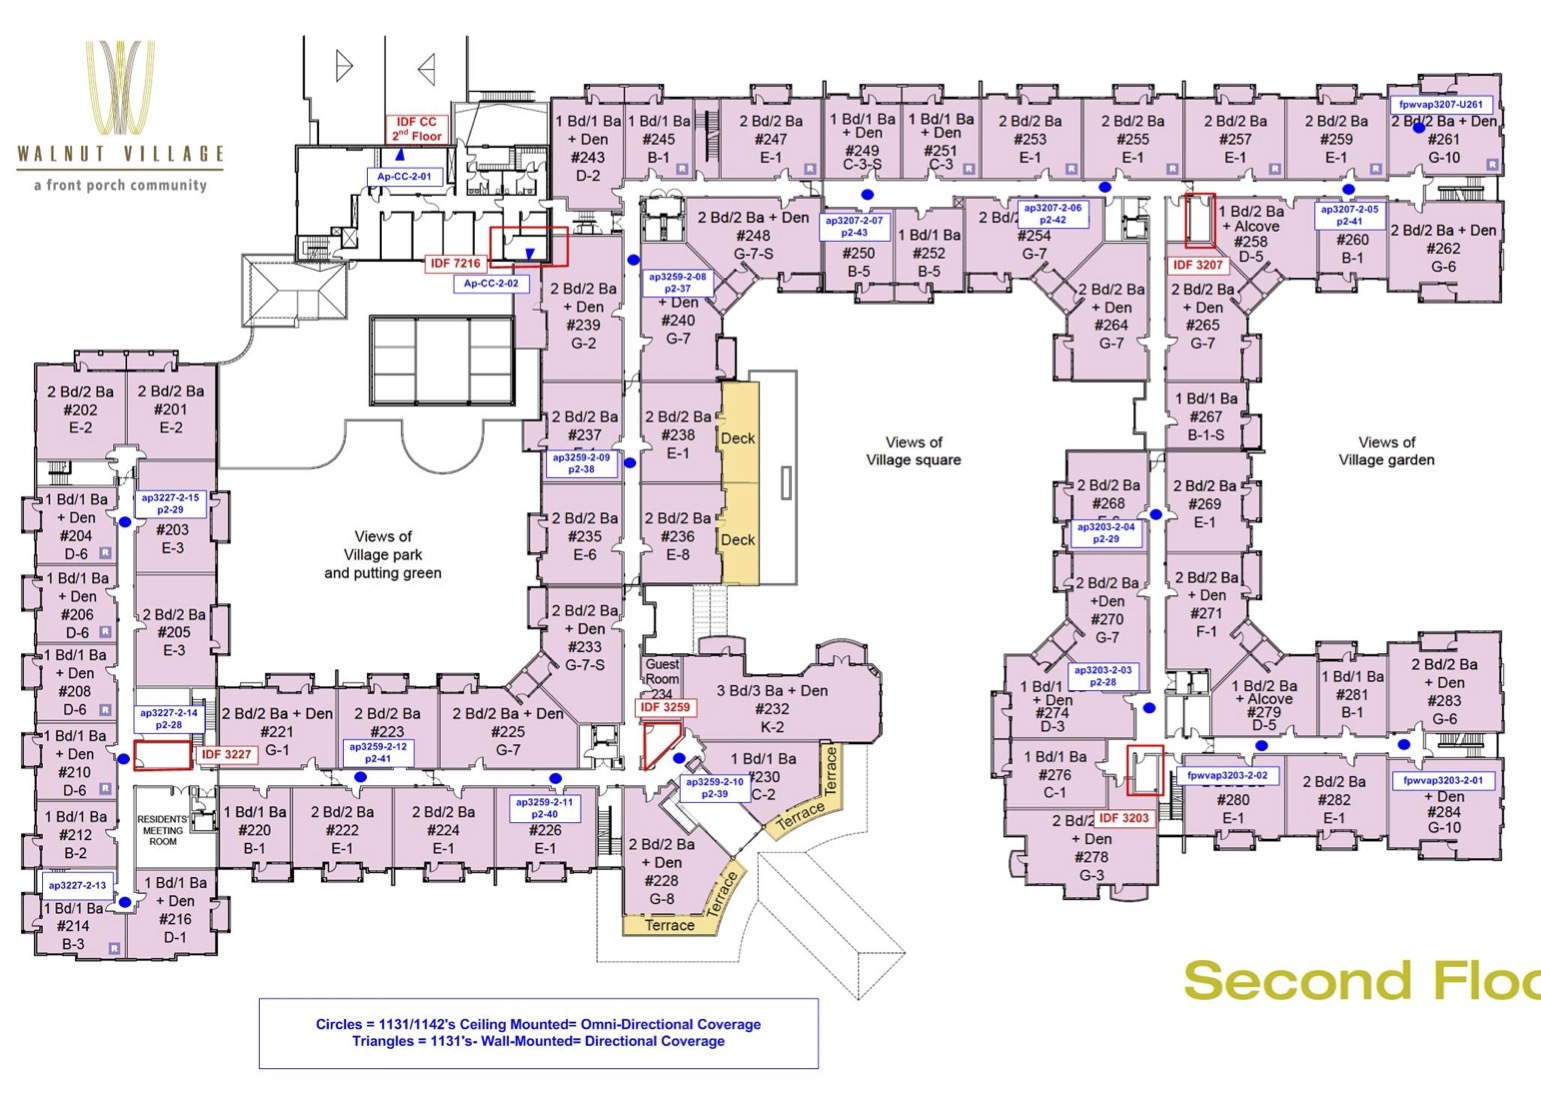 WALNUT VILLAGE
a front porch community
IDF CC
2nd Floor
Ap-CC-2-01
IDF 7216
Ap-CC-2-02
1 Bd/1 Ba
+ Den
#243
D-2
1 Bd/1 Ba
#245
B-1
R
2 Bd/2 Ba
#247
E-1
R
1 Bd/1 Ba
+ Den
#249
C-3-S
1 Bd/1 Ba
+ Den
#251
C-3
R
2 Bd/2 Ba
#253
E-1
R
2 Bd/2 Ba
#255
E-1
R
2 Bd/2 Ba
#257
E-1
R
2 Bd/2 Ba
#259
E-1
R
fpwvap3207-U261
2 Bd/2 Ba + Den
#261
G-10
R
2 Bd/2 Ba + Den
#248
G-7-S
ap3207-2-07
p2-43
#250
B-5
1 Bd/1 Ba
#252
B-5
ap3207-2-06
p2-42
2 Bd/
#254
G-7
1 Bd/2 Ba
+ Alcove
#258
D-5
IDF 3207
ap3207-2-05
p2-41
#260
B-1
2 Bd/2 Ba + Den
#262
G-6
2 Bd/2 Ba
+ Den
#239
G-2
ap3259-2-08
p2-37
+ Den
#240
G-7
2 Bd/2 Ba
+ Den
#264
G-7
2 Bd/2 Ba
+ Den
#265
G-7
2 Bd/2 Ba
#202
E-2
2 Bd/2 Ba
#201
E-2
2 Bd/2 Ba
#237
ap3259-2-09
p2-38
2 Bd/2 Ba
#238
E-1
Deck
Views of
Village square
1 Bd/1 Ba
#267
B-1-S
Views of
Village garden
1 Bd/1 Ba
+ Den
#204
D-6
R
ap3227-2-15
p2-29
#203
E-3
Views of
Village park
and putting green
2 Bd/2 Ba
#235
E-6
2 Bd/2 Ba
#236
E-8
Deck
2 Bd/2 Ba
#268
ap3203-2-04
p2-29
2 Bd/2 Ba
#269
E-1
1 Bd/1 Ba
+ Den
#206
D-6
R
2 Bd/2 Ba
#205
E-3
2 Bd/2 Ba
+ Den
#233
G-7-S
2 Bd/2 Ba
+Den
#270
G-7
2 Bd/2 Ba
+ Den
#271
F-1
1 Bd/1 Ba
+ Den
#208
D-6
R
Guest
Room
234
IDF 3259
3 Bd/3 Ba + Den
#232
K-2
ap3203-2-03
p2-28
1 Bd/1
+ Den
#274
D-3
1 Bd/2 Ba
+ Alcove
#279
D-5
1 Bd/1 Ba
#281
B-1
2 Bd/2 Ba
+ Den
#283
G-6
ap3227-2-14
p2-28
IDF 3227
2 Bd/2 Ba + Den
#221
G-1
2 Bd/2 Ba
#223
ap3259-2-12
p2-41
2 Bd/2 Ba + Den
#225
G-7
1 Bd/1 Ba
+ Den
#210
D-6
R
1 Bd/1 Ba
#230
C-2
ap3259-2-10
p2-39
Terrace
Terrace
1 Bd/1 Ba
#276
C-1
fpwvap3203-2-02
#280
E-1
2 Bd/2 Ba
#282
E-1
fpwvap3203-2-01
+ Den
#284
G-10
1 Bd/1 Ba
#212
B-2
RESIDENTS'
MEETING
ROOM
1 Bd/1 Ba
#220
B-1
2 Bd/2 Ba
#222
E-1
2 Bd/2 Ba
#224
E-1
ap3259-2-11
p2-40
#226
E-1
IDF 3203
2 Bd/
+ Den
#278
G-3
2 Bd/2 Ba
+ Den
#228
G-8
Terrace
Terrace
ap3227-2-13
1 Bd/1 Ba
#214
B-3
R
1 Bd/1 Ba
+ Den
#216
D-1
Second Floo
Circles = 1131/1142's Ceiling Mounted= Omni-Directional Coverage
Triangles = 1131's- Wall-Mounted= Directional Coverage